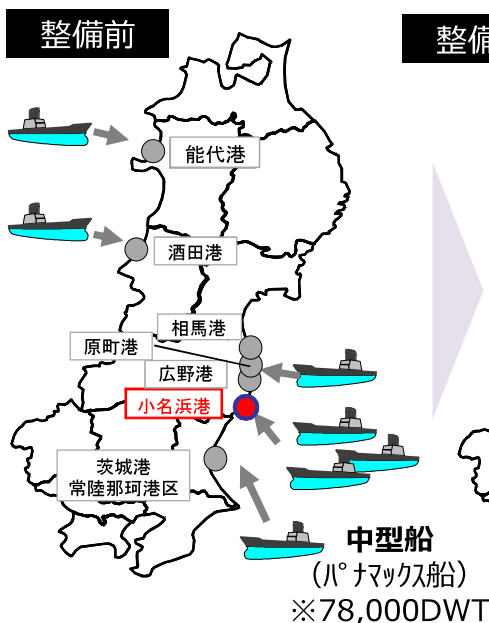 整備前
整備
能代港
酒田港
相馬港
原町港
広野港
小名浜港
茨城港
常陸那珂港区
中型船
（ﾊﾟﾅﾏｯｸｽ船）
※78,000DWT